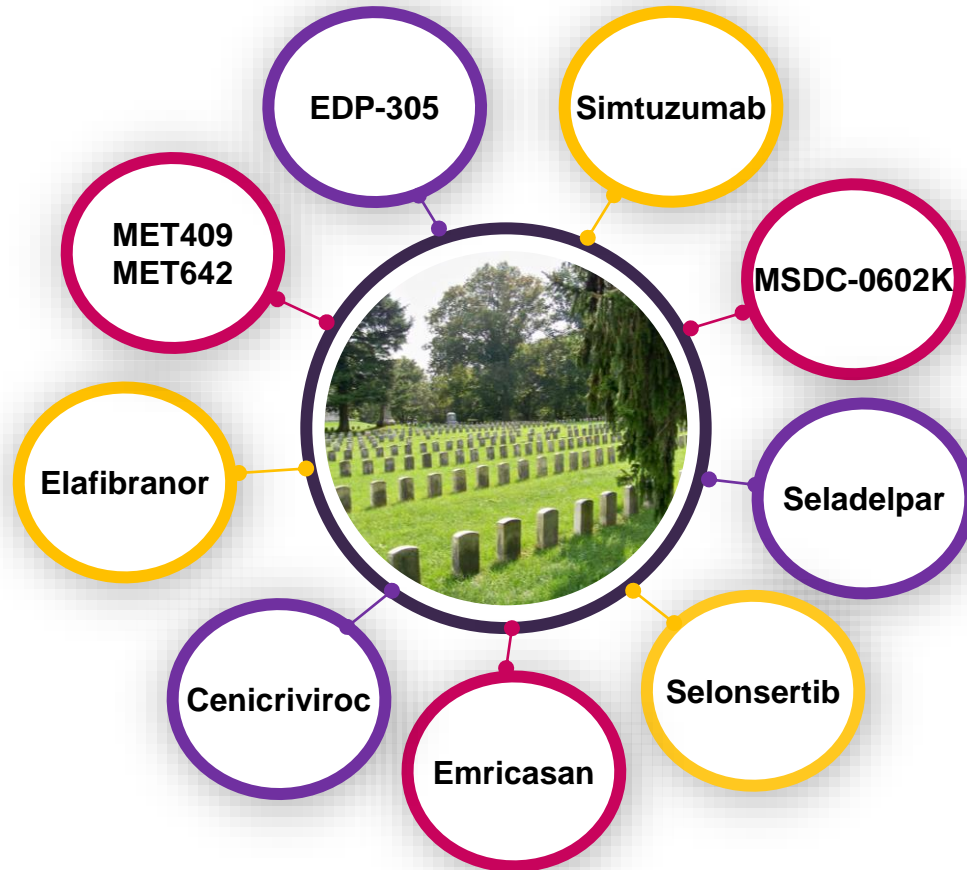 EDP-305
Simtuzumab
MET409
MET642
MSDC-0602K
Elafibranor
Seladelpar
Cenicriviroc
Selonsertib
Emricasan